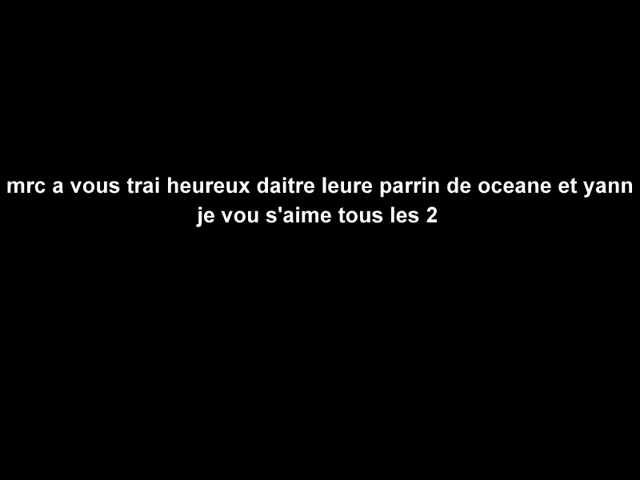 mrc a vous trai heureux daitre leure parrin de oceane et yann
je vou s'aime tous les 2